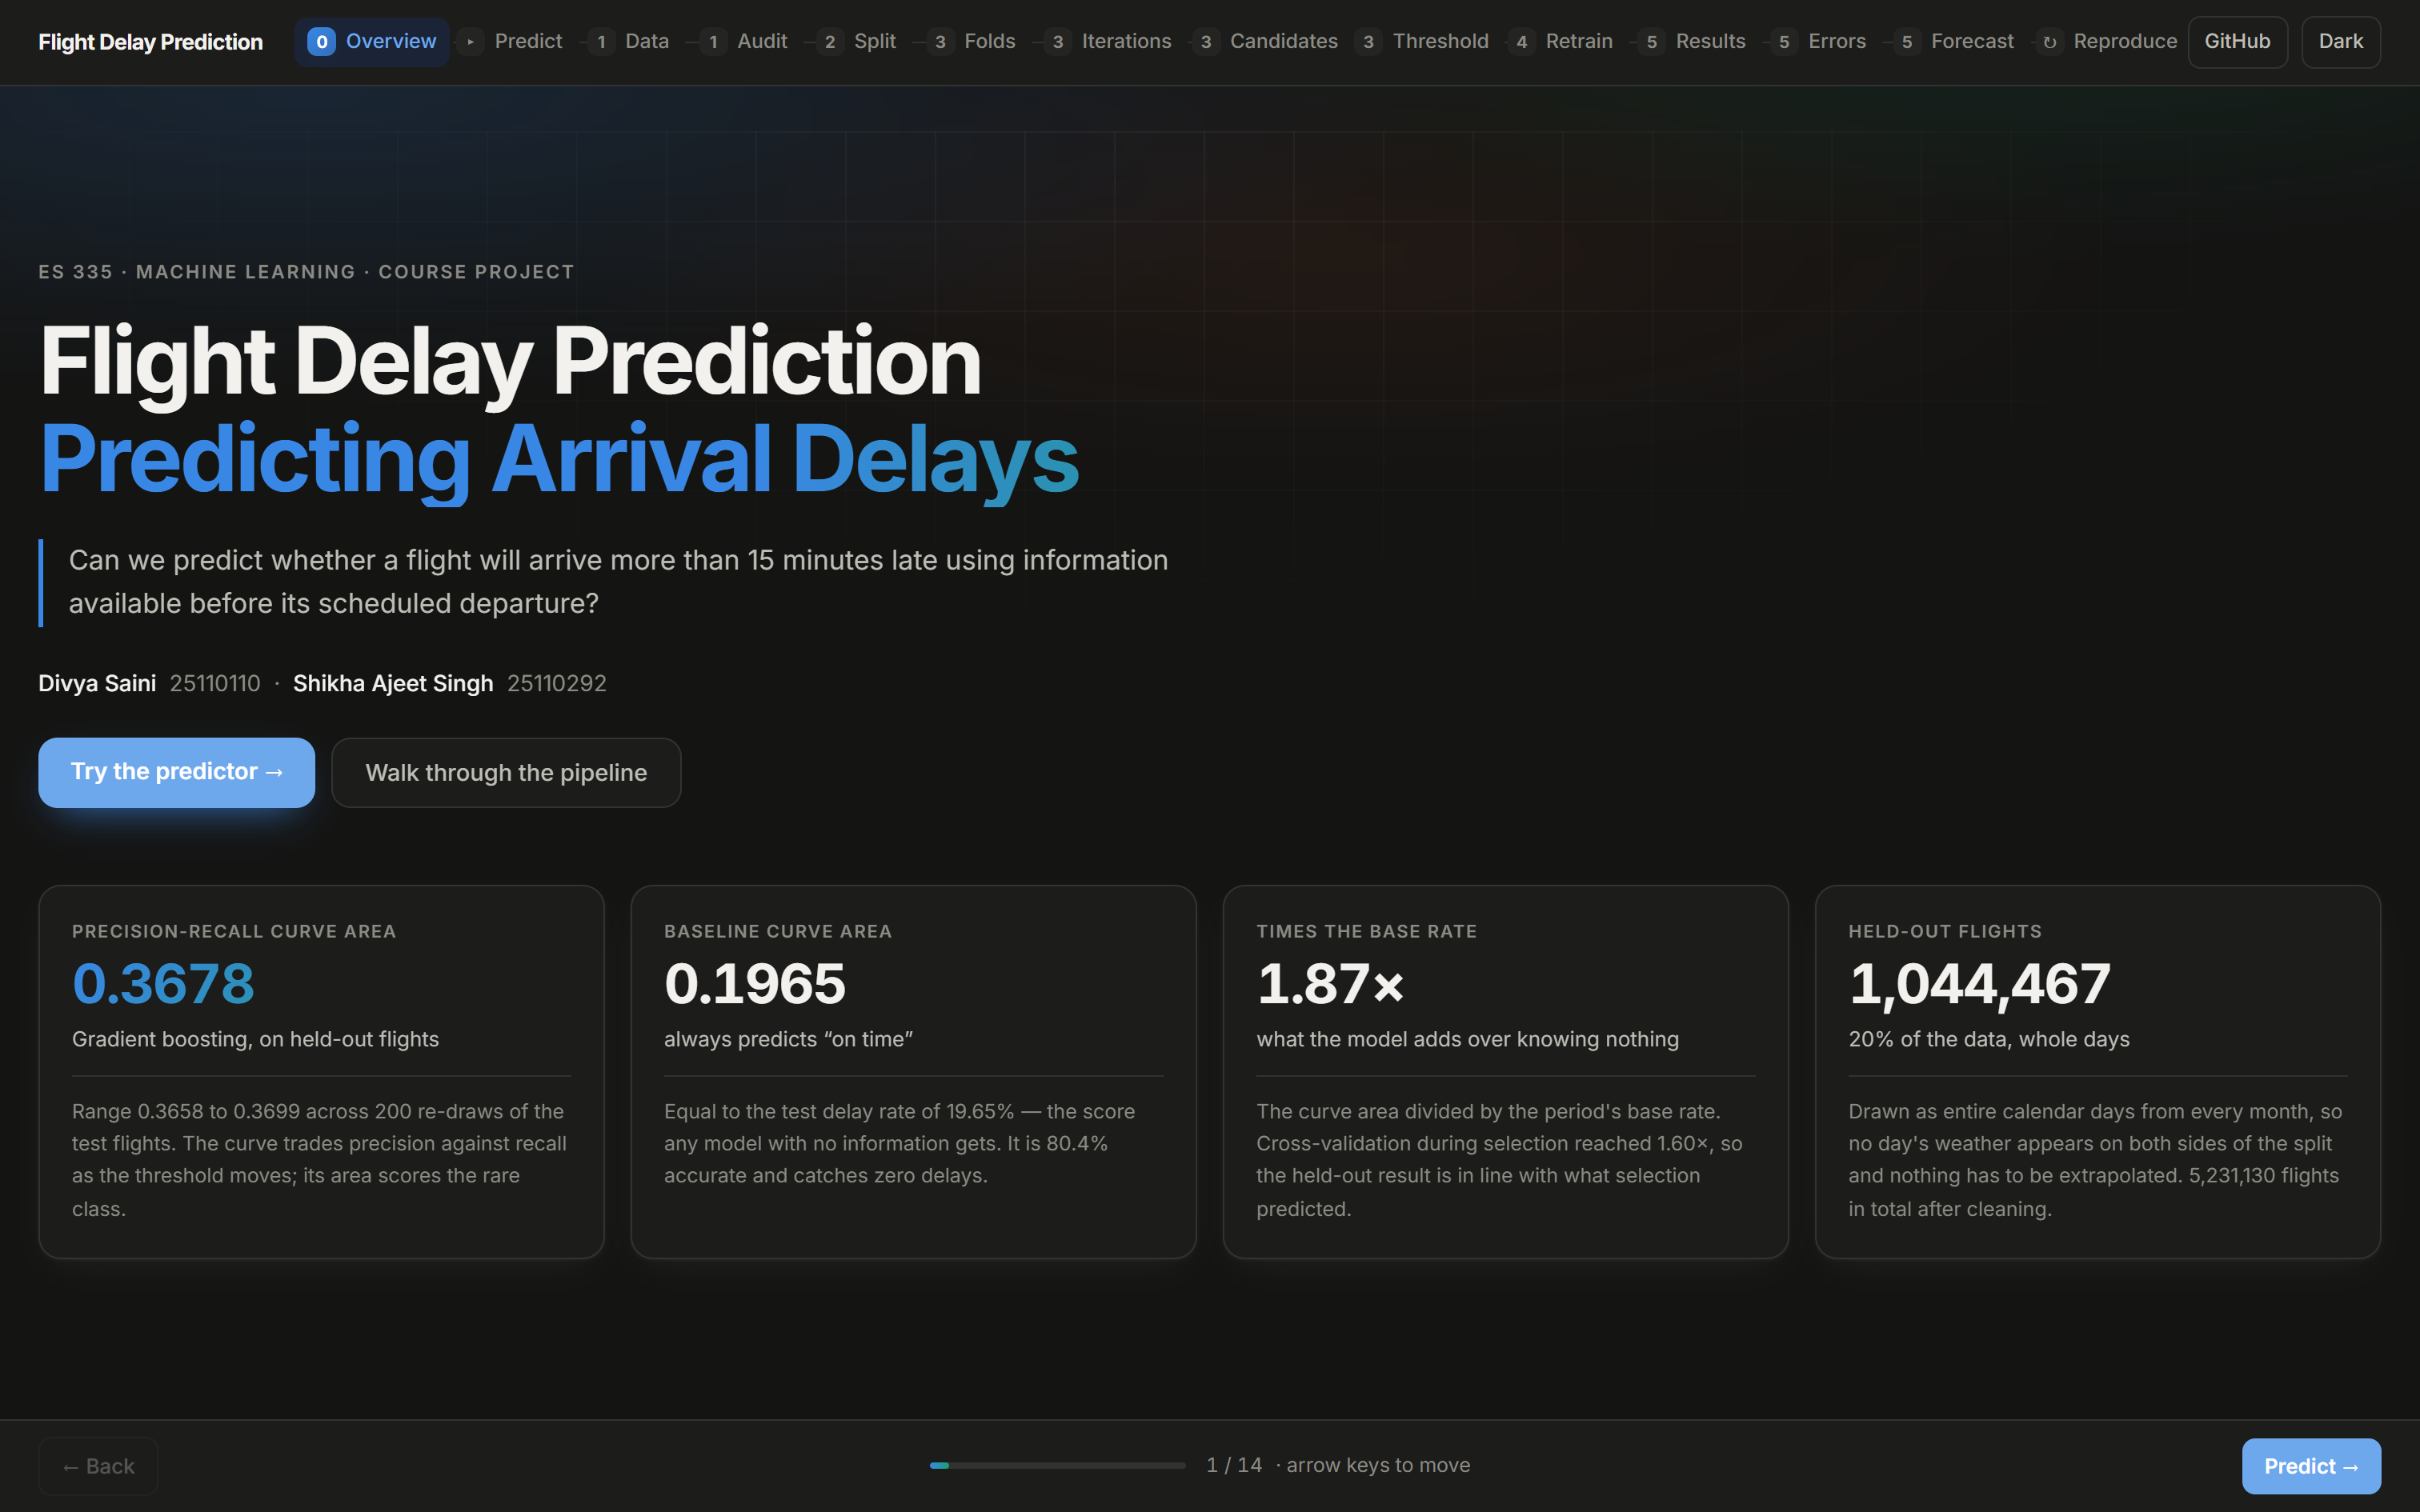 Flight Delay Prediction 0 Overview ▸ Predict 1 Data 1 Audit 2 Split 3 Folds 3 Iterations 3 Candidates 3 Threshold 4 Retrain 5 Results 5 Errors 5 Forecast ↻ Reproduce GitHub Dark
ES 335 · MACHINE LEARNING · COURSE PROJECT
Flight Delay Prediction
Predicting Arrival Delays
Can we predict whether a flight will arrive more than 15 minutes late using information
available before its scheduled departure?
Divya Saini 25110110 · Shikha Ajeet Singh 25110292
Try the predictor → Walk through the pipeline
PRECISION-RECALL CURVE AREA
0.3678
Gradient boosting, on held-out flights
Range 0.3658 to 0.3699 across 200 re-draws of the
test flights. The curve trades precision against recall
as the threshold moves; its area scores the rare
class.
BASELINE CURVE AREA
0.1965
always predicts “on time”
Equal to the test delay rate of 19.65% — the score
any model with no information gets. It is 80.4%
accurate and catches zero delays.
TIMES THE BASE RATE
1.87×
what the model adds over knowing nothing
The curve area divided by the period's base rate.
Cross-validation during selection reached 1.60×, so
the held-out result is in line with what selection
predicted.
HELD-OUT FLIGHTS
1,044,467
20% of the data, whole days
Drawn as entire calendar days from every month, so
no day's weather appears on both sides of the split
and nothing has to be extrapolated. 5,231,130 flights
in total after cleaning.
← Back 1 / 14 · arrow keys to move Predict →